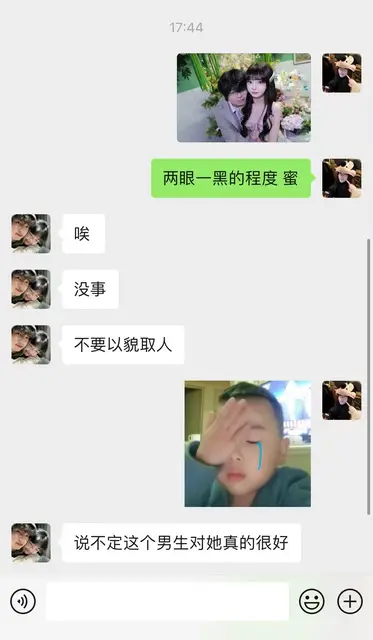 17:44
两眼一黑的程度 蜜
唉
没事
不要以貌取人
说不定这个男生对她真的很好